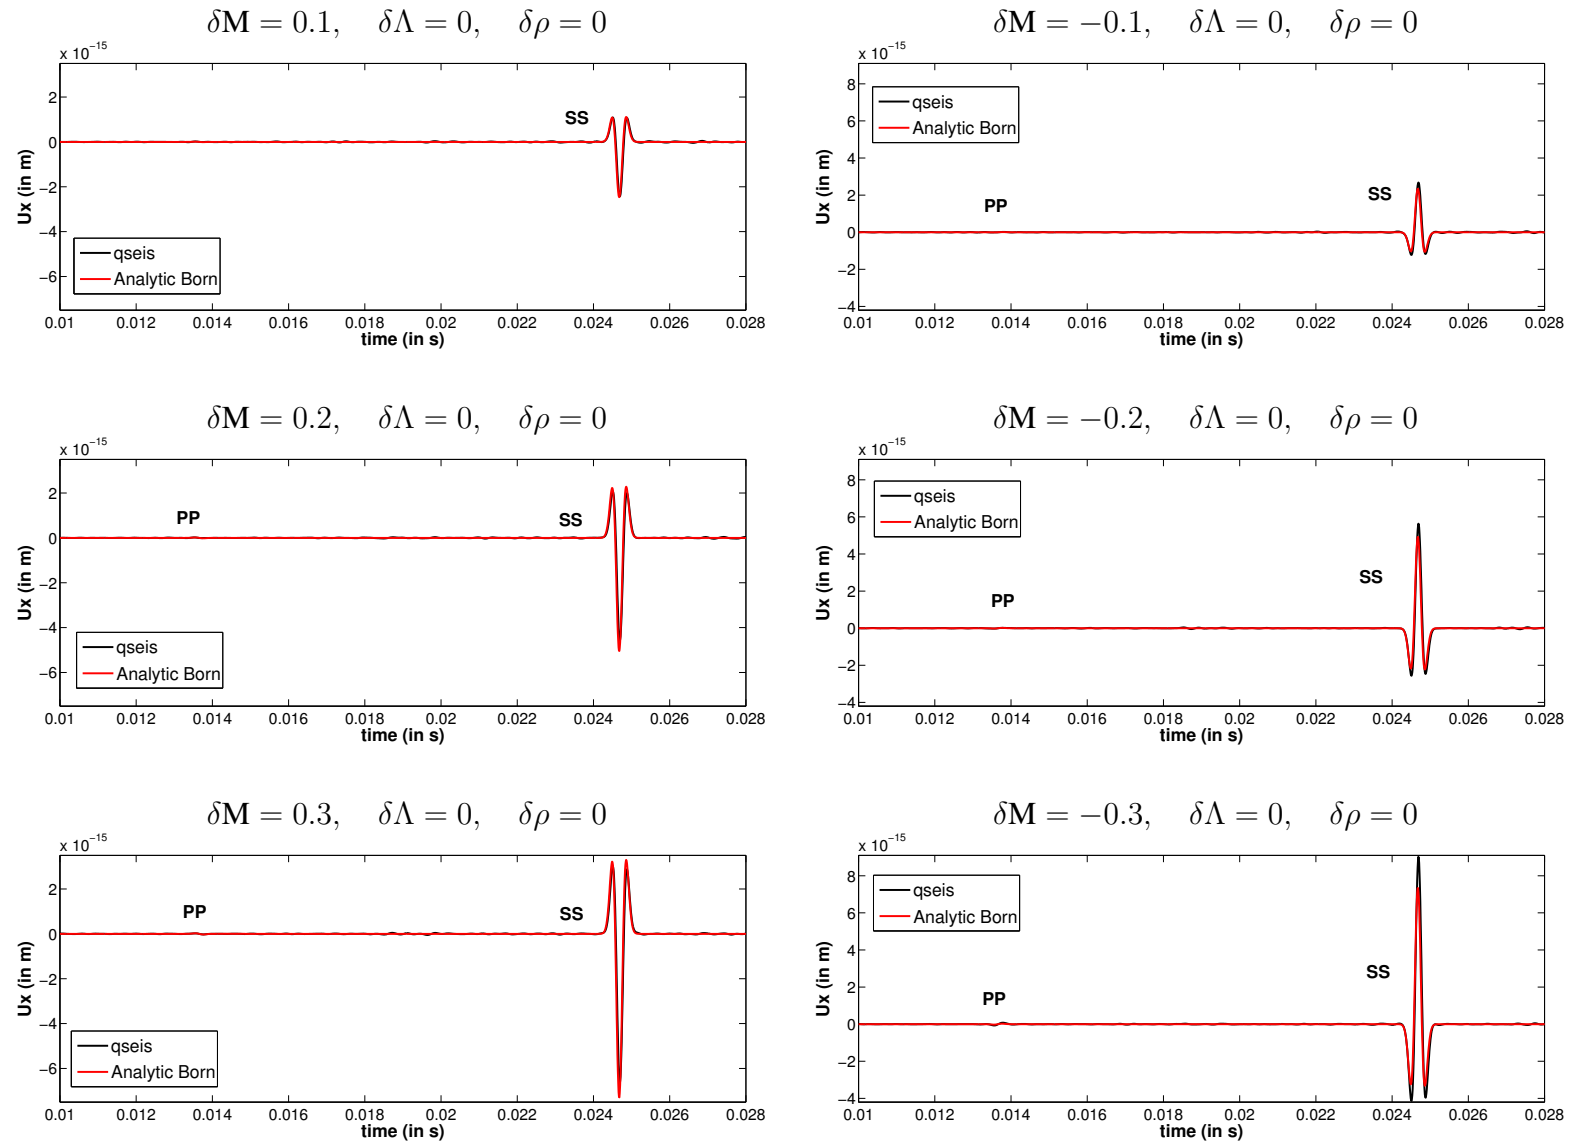 δM = 0.1, δΛ = 0, δρ = 0
x 10⁻¹⁵
2
0
−2
−4
−6
Ux (in m)
SS
qseis
Analytic Born
0.01 0.012 0.014 0.016 0.018 0.02 0.022 0.024 0.026 0.028
time (in s)
δM = −0.1, δΛ = 0, δρ = 0
x 10⁻¹⁵
8
6
4
2
0
−2
−4
Ux (in m)
qseis
Analytic Born
PP
SS
0.01 0.012 0.014 0.016 0.018 0.02 0.022 0.024 0.026 0.028
time (in s)
δM = 0.2, δΛ = 0, δρ = 0
x 10⁻¹⁵
2
0
−2
−4
−6
Ux (in m)
PP
SS
qseis
Analytic Born
0.01 0.012 0.014 0.016 0.018 0.02 0.022 0.024 0.026 0.028
time (in s)
δM = −0.2, δΛ = 0, δρ = 0
x 10⁻¹⁵
8
6
4
2
0
−2
−4
Ux (in m)
qseis
Analytic Born
PP
SS
0.01 0.012 0.014 0.016 0.018 0.02 0.022 0.024 0.026 0.028
time (in s)
δM = 0.3, δΛ = 0, δρ = 0
x 10⁻¹⁵
2
0
−2
−4
−6
Ux (in m)
PP
SS
qseis
Analytic Born
0.01 0.012 0.014 0.016 0.018 0.02 0.022 0.024 0.026 0.028
time (in s)
δM = −0.3, δΛ = 0, δρ = 0
x 10⁻¹⁵
8
6
4
2
0
−2
−4
Ux (in m)
qseis
Analytic Born
PP
SS
0.01 0.012 0.014 0.016 0.018 0.02 0.022 0.024 0.026 0.028
time (in s)